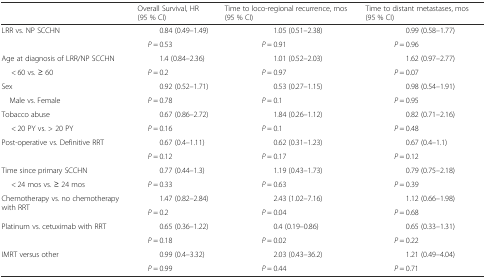 Overall Survival, HR (95 % CI) Time to loco-regional recurrence, mos (95 % CI) Time to distant metastases, mos (95 % CI)
LRR vs. NP SCCHN 0.84 (0.49–1.49) 1.05 (0.51–2.38) 0.99 (0.58–1.77)
P = 0.53 P = 0.91 P = 0.96
Age at diagnosis of LRR/NP SCCHN 1.4 (0.84–2.36) 1.01 (0.52–2.03) 1.62 (0.97–2.77)
< 60 vs. ≥ 60 P = 0.2 P = 0.97 P = 0.07
Sex 0.92 (0.52–1.71) 0.53 (0.27–1.15) 0.98 (0.54–1.91)
Male vs. Female P = 0.78 P = 0.1 P = 0.95
Tobacco abuse 0.67 (0.86–2.72) 1.84 (0.26–1.12) 0.82 (0.71–2.16)
< 20 PY vs. > 20 PY P = 0.16 P = 0.1 P = 0.48
Post-operative vs. Definitive RRT 0.67 (0.4–1.11) 0.62 (0.31–1.23) 0.67 (0.4–1.1)
P = 0.12 P = 0.17 P = 0.12
Time since primary SCCHN 0.77 (0.44–1.3) 1.19 (0.43–1.73) 0.79 (0.75–2.18)
< 24 mos vs. ≥ 24 mos P = 0.33 P = 0.63 P = 0.39
Chemotherapy vs. no chemotherapy with RRT 1.47 (0.82–2.84) 2.43 (1.02–7.16) 1.12 (0.66–1.98)
P = 0.2 P = 0.04 P = 0.68
Platinum vs. cetuximab with RRT 0.65 (0.36–1.22) 0.4 (0.19–0.86) 0.65 (0.33–1.31)
P = 0.18 P = 0.02 P = 0.22
IMRT versus other 0.99 (0.4–3.32) 2.03 (0.43–36.2) 1.21 (0.49–4.04)
P = 0.99 P = 0.44 P = 0.71